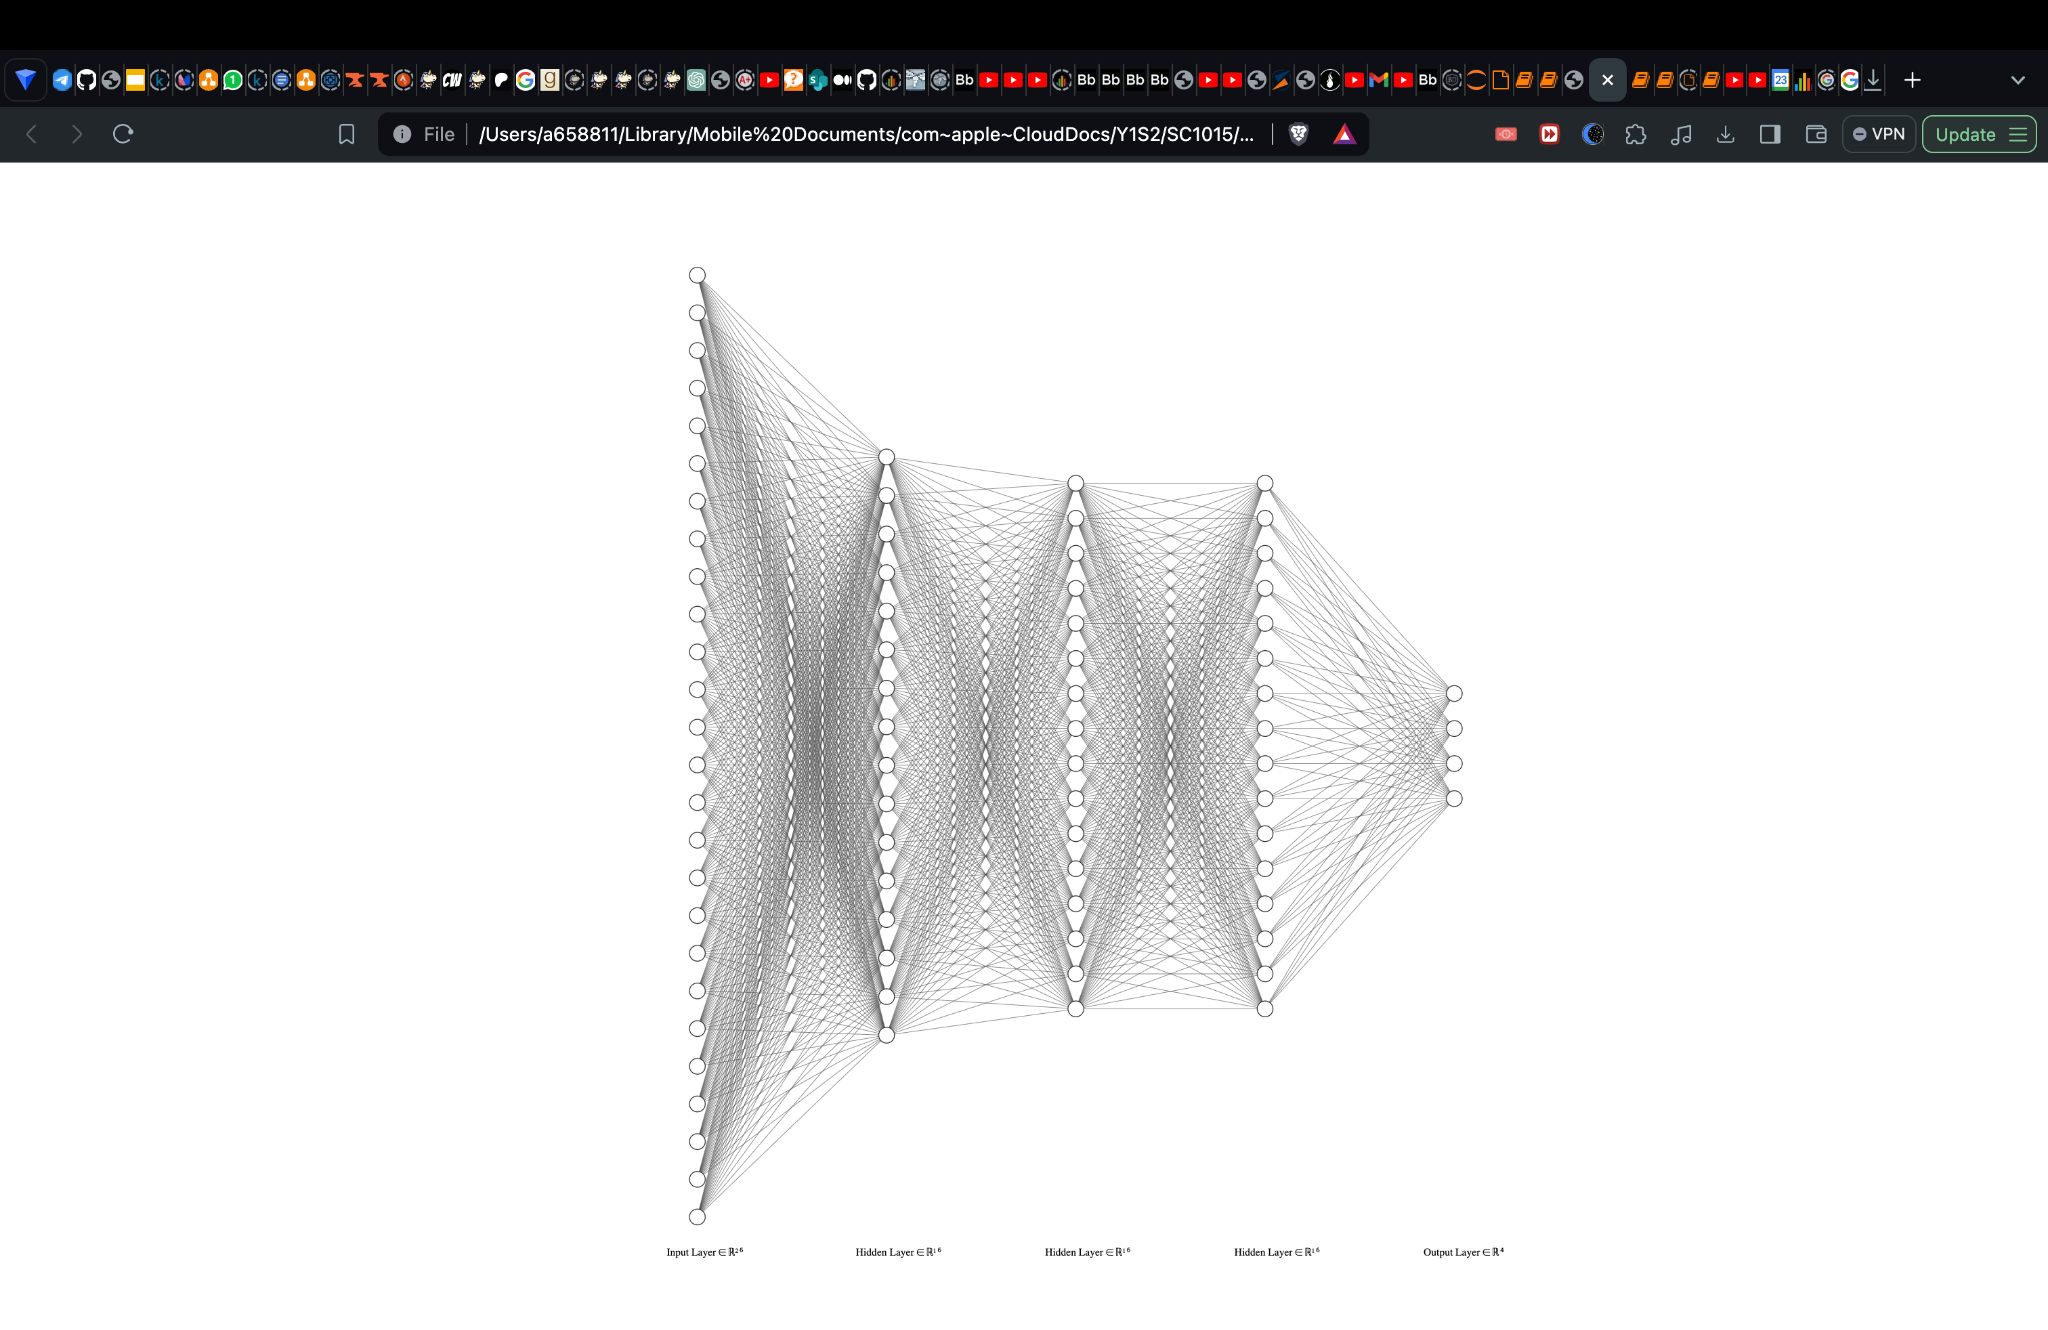 File /Users/a658811/Library/Mobile%20Documents/com~apple~CloudDocs/Y1S2/SC1015/... VPN Update
Input Layer ∈ ℝ²⁶ Hidden Layer ∈ ℝ¹⁶ Hidden Layer ∈ ℝ¹⁶ Hidden Layer ∈ ℝ¹⁶ Output Layer ∈ ℝ⁴